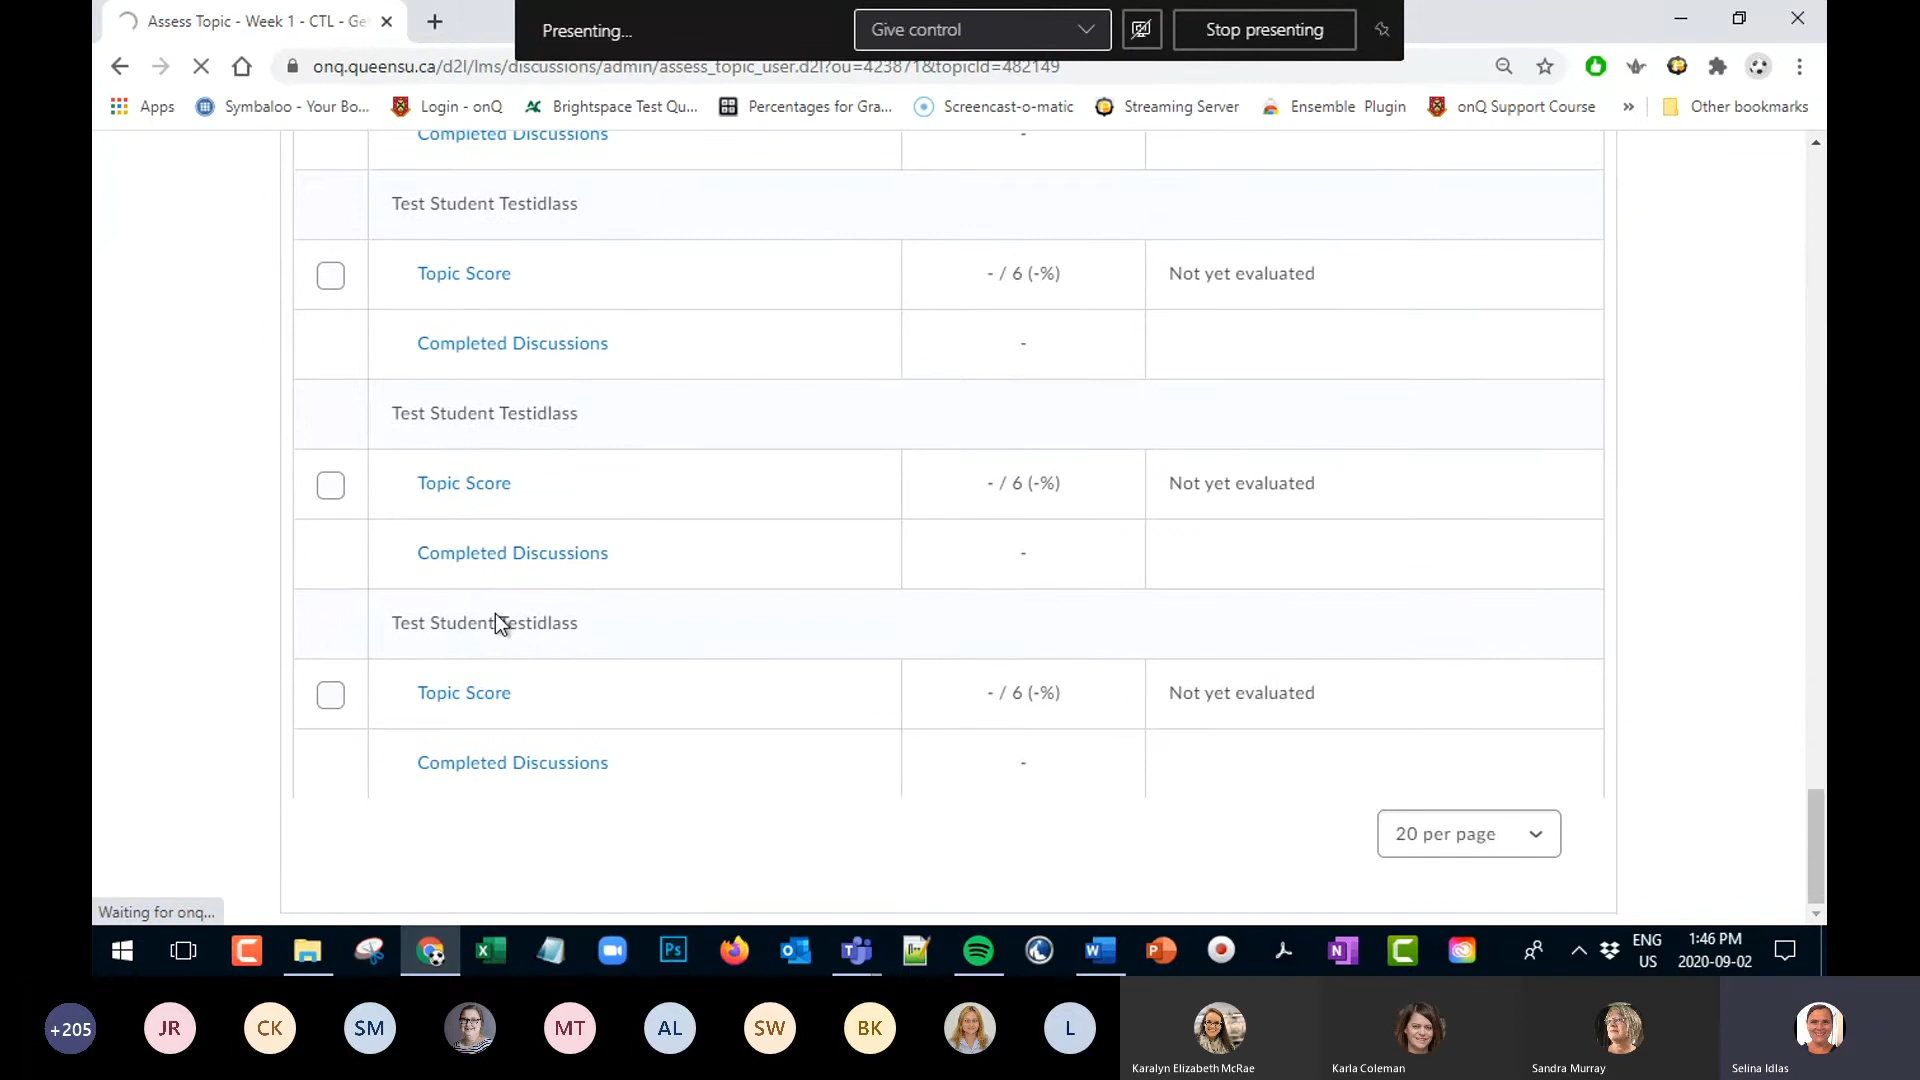 Assess Topic - Week 1 - CTL - Ge
Presenting...
Give control
Stop presenting
onq.queensu.ca/d2l/lms/discussions/admin/assess_topic_user.d2l?ou=423871&topicId=482149
Apps
Symbaloo - Your Bo...
Login - onQ
Brightspace Test Qu...
Percentages for Gra...
Screencast-o-matic
Streaming Server
Ensemble Plugin
onQ Support Course
»
Other bookmarks
Completed Discussions -
Test Student Testidlass
Topic Score - / 6 (-%) Not yet evaluated
Completed Discussions -
Test Student Testidlass
Topic Score - / 6 (-%) Not yet evaluated
Completed Discussions -
Test Student Testidlass
Topic Score - / 6 (-%) Not yet evaluated
Completed Discussions -
20 per page
Waiting for onq...
ENG
US
1:46 PM
2020-09-02
+205
JR
CK
SM
MT
AL
SW
BK
L
Karalyn Elizabeth McRae
Karla Coleman
Sandra Murray
Selina Idlas